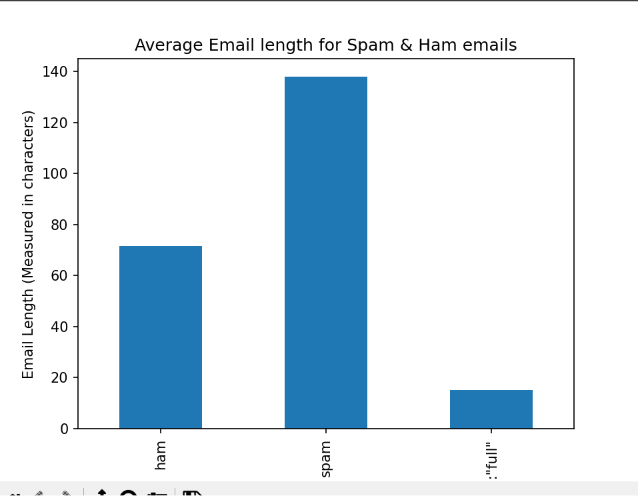 Average Email length for Spam & Ham emails
Email Length (Measured in characters)
140
120
100
80
60
40
20
0
ham
spam
:"full"